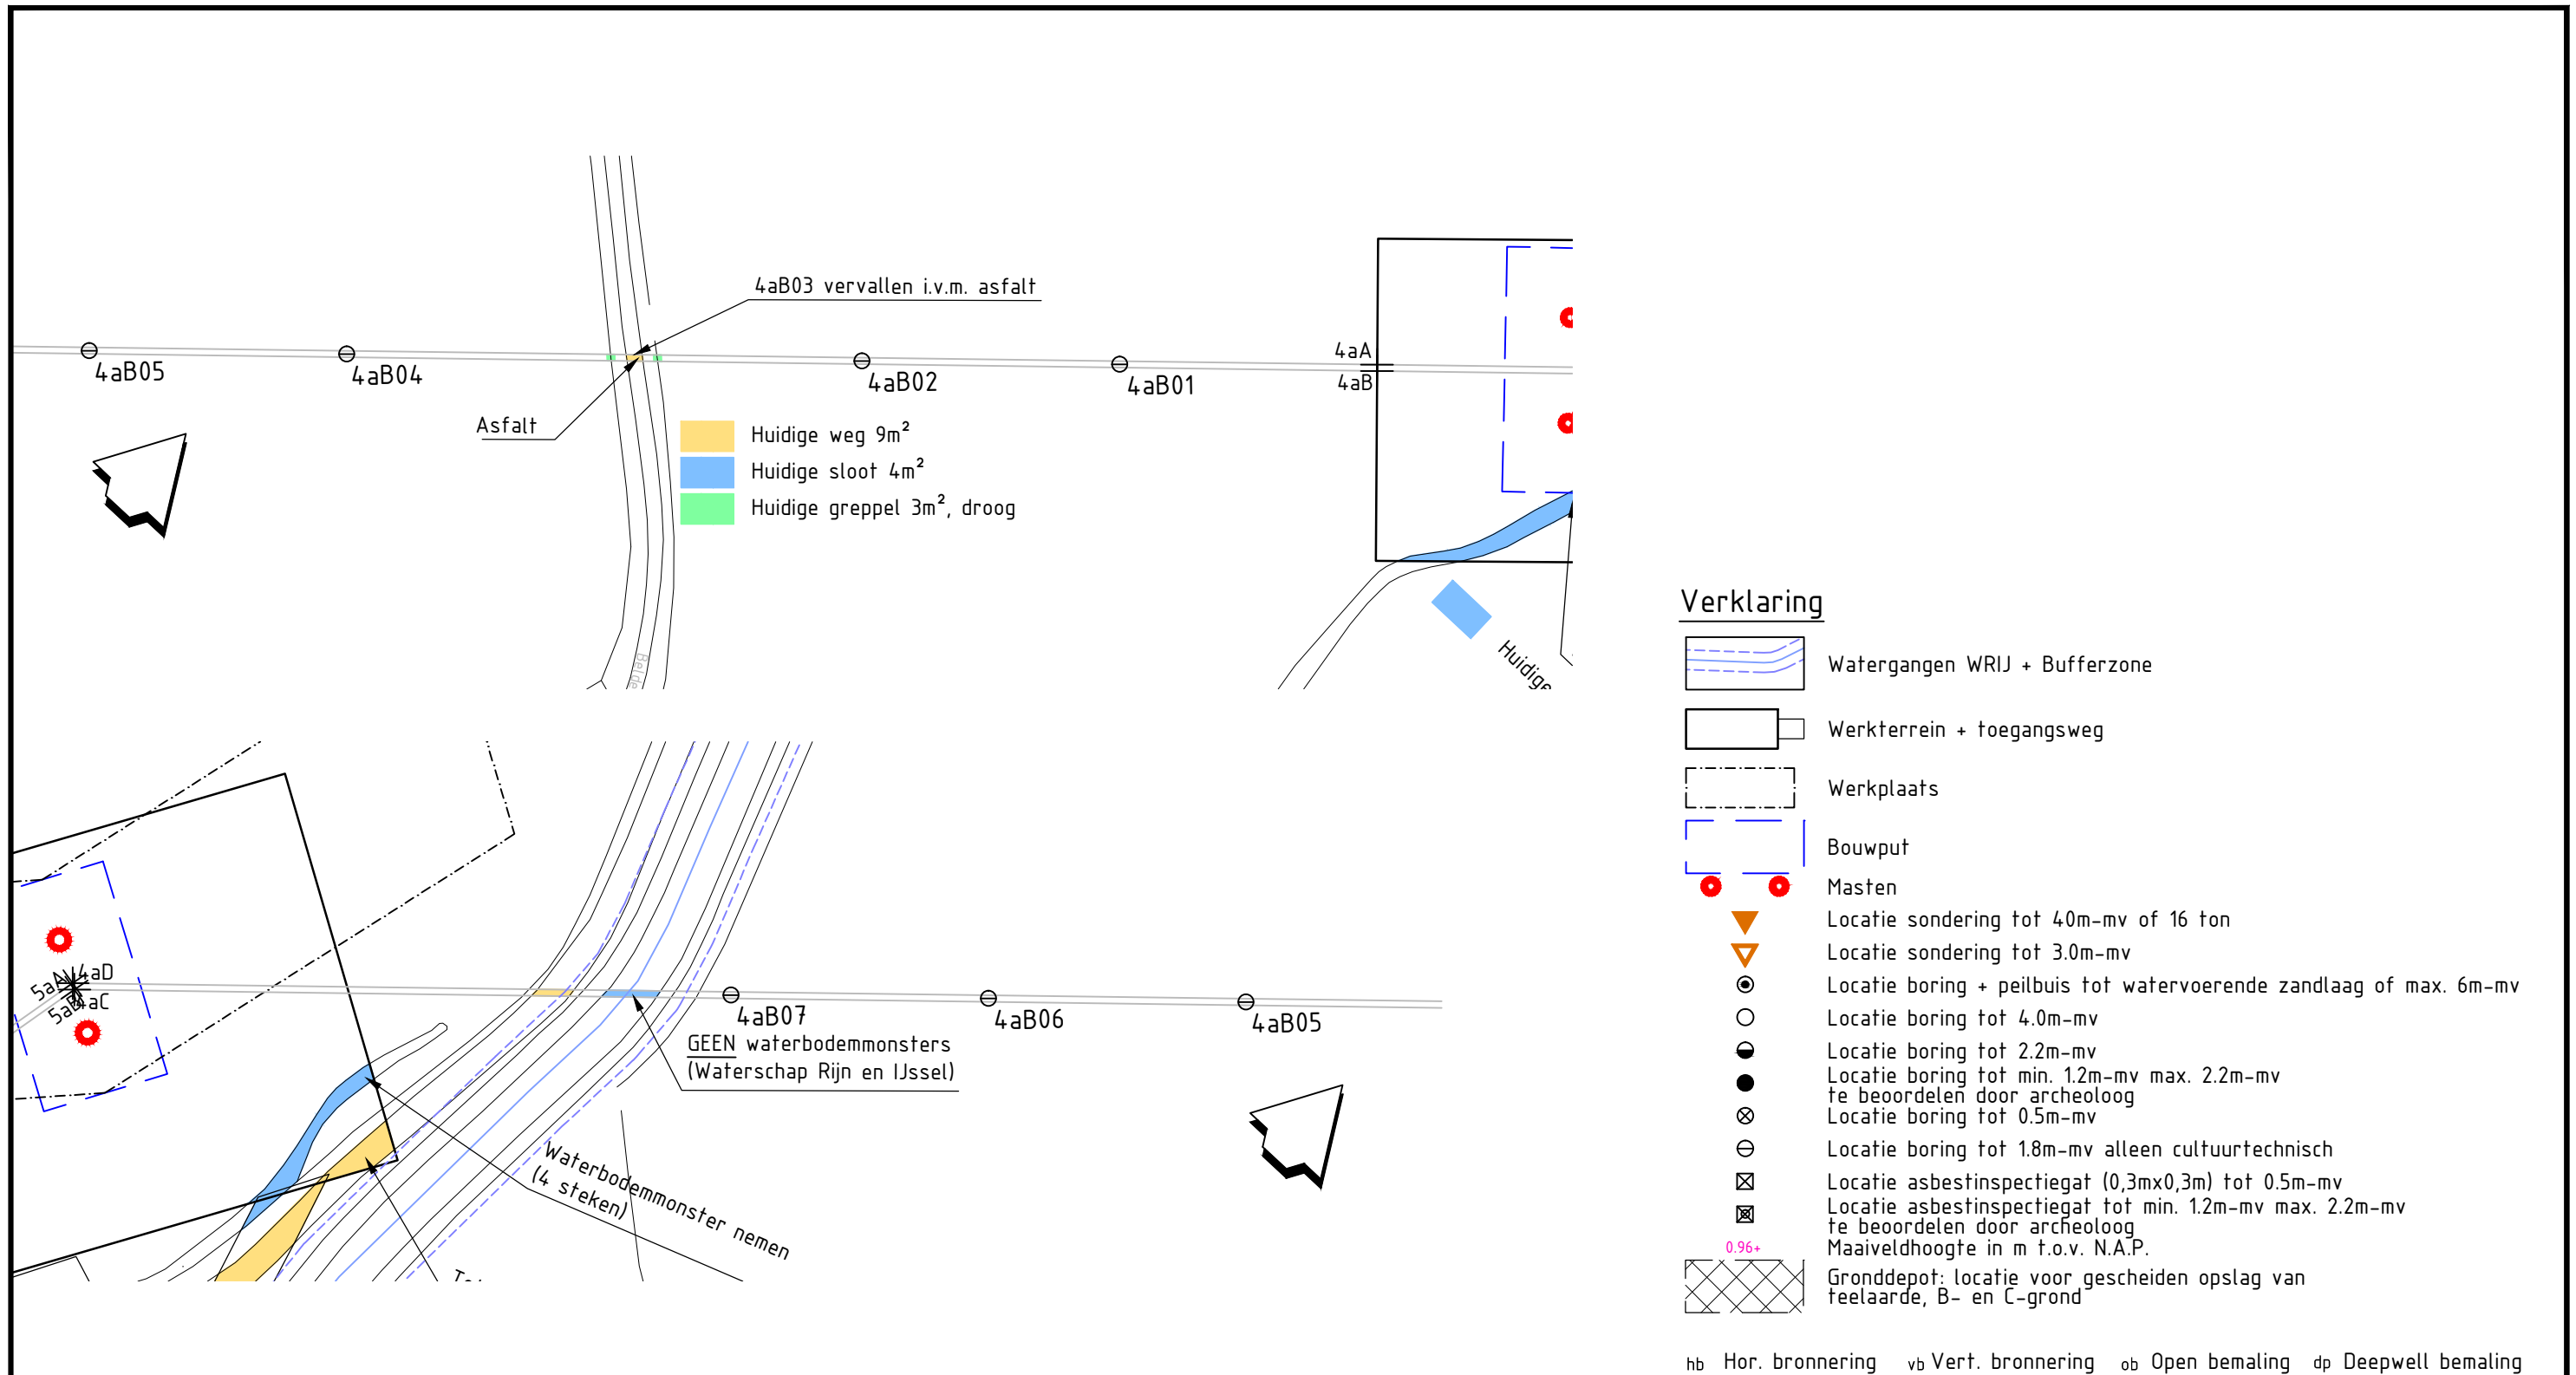 4aB03 vervallen i.v.m. asfalt
4aB05
4aB04
4aB02
4aB01
4aA
4aB
Asfalt
Huidige weg 9m²
Huidige sloot 4m²
Huidige greppel 3m², droog
Huidige
5aA
4aD
5aB
4aC
4aB07
4aB06
4aB05
GEEN waterbodemmonsters
(Waterschap Rijn en IJssel)
Waterbodemmonster nemen
(4 steken)
Verklaring
Watergangen WRIJ + Bufferzone
Werkterrein + toegangsweg
Werkplaats
Bouwput
Masten
Locatie sondering tot 40m-mv of 16 ton
Locatie sondering tot 3.0m-mv
Locatie boring + peilbuis tot watervoerende zandlaag of max. 6m-mv
Locatie boring tot 4.0m-mv
Locatie boring tot 2.2m-mv
Locatie boring tot min. 1.2m-mv max. 2.2m-mv
te beoordelen door archeoloog
Locatie boring tot 0.5m-mv
Locatie boring tot 1.8m-mv alleen cultuurtechnisch
Locatie asbestinspectiegat (0,3mx0,3m) tot 0.5m-mv
Locatie asbestinspectiegat tot min. 1.2m-mv max. 2.2m-mv
te beoordelen door archeoloog
0.96+ Maaiveldhoogte in m t.o.v. N.A.P.
Gronddepot: locatie voor gescheiden opslag van
teelaarde, B- en C-grond
hb Hor. bronnering vb Vert. bronnering ob Open bemaling dp Deepwell bemaling